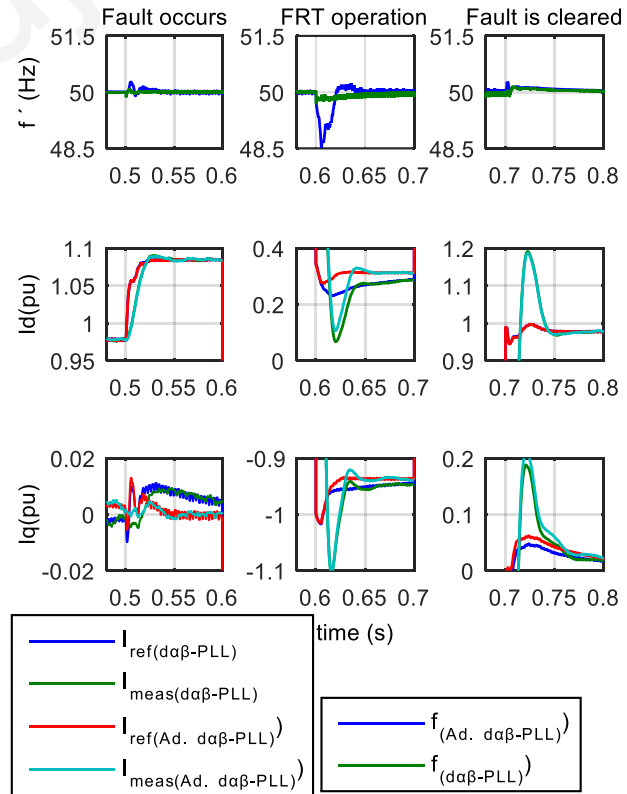 Fault occurs FRT operation Fault is cleared
51.5 51.5 51.5
f ´ (Hz) 50 50 50
48.5 48.5 48.5
0.5 0.55 0.6 0.6 0.65 0.7 0.7 0.75 0.8
1.1 0.4 1.2
Id(pu) 1.05 0.2 1.1
1 1
0.95 0 0.9
0.5 0.55 0.6 0.6 0.65 0.7 0.7 0.75 0.8
0.02 -0.9 0.2
Iq(pu) 0 -1 0.1
-0.02 -1.1 0
0.5 0.55 0.6 0.6 0.65 0.7 0.7 0.75 0.8
time (s)
I ref(dαβ-PLL)
I meas(dαβ-PLL)
I ref(Ad. dαβ-PLL))
I meas(Ad. dαβ-PLL))
f (Ad. dαβ-PLL))
f (dαβ-PLL))